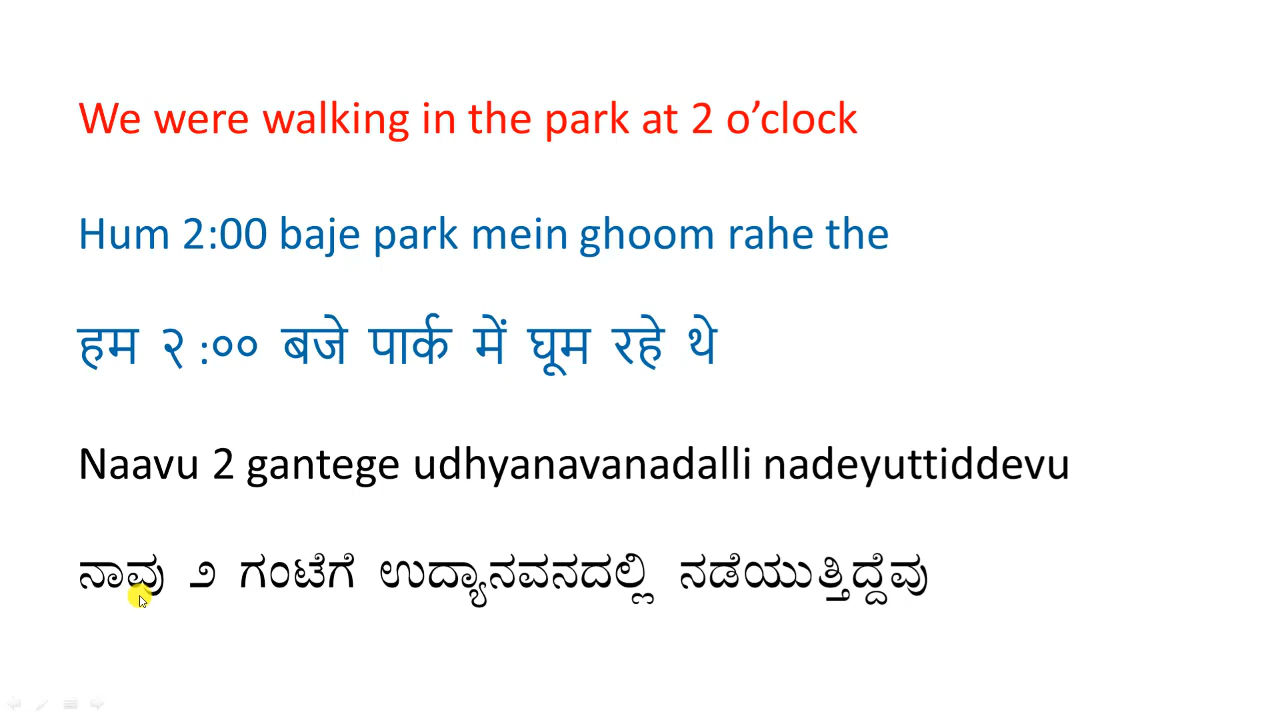 We were walking in the park at 2 o’clock
Hum 2:00 baje park mein ghoom rahe the
हम २ :०० बजे पार्क में घूम रहे थे
Naavu 2 gantege udhyanavanadalli nadeyuttiddevu
ನಾವು ೨ ಗಂಟೆಗೆ ಉದ್ಯಾನವನದಲ್ಲಿ ನಡೆಯುತ್ತಿದ್ದೆವು